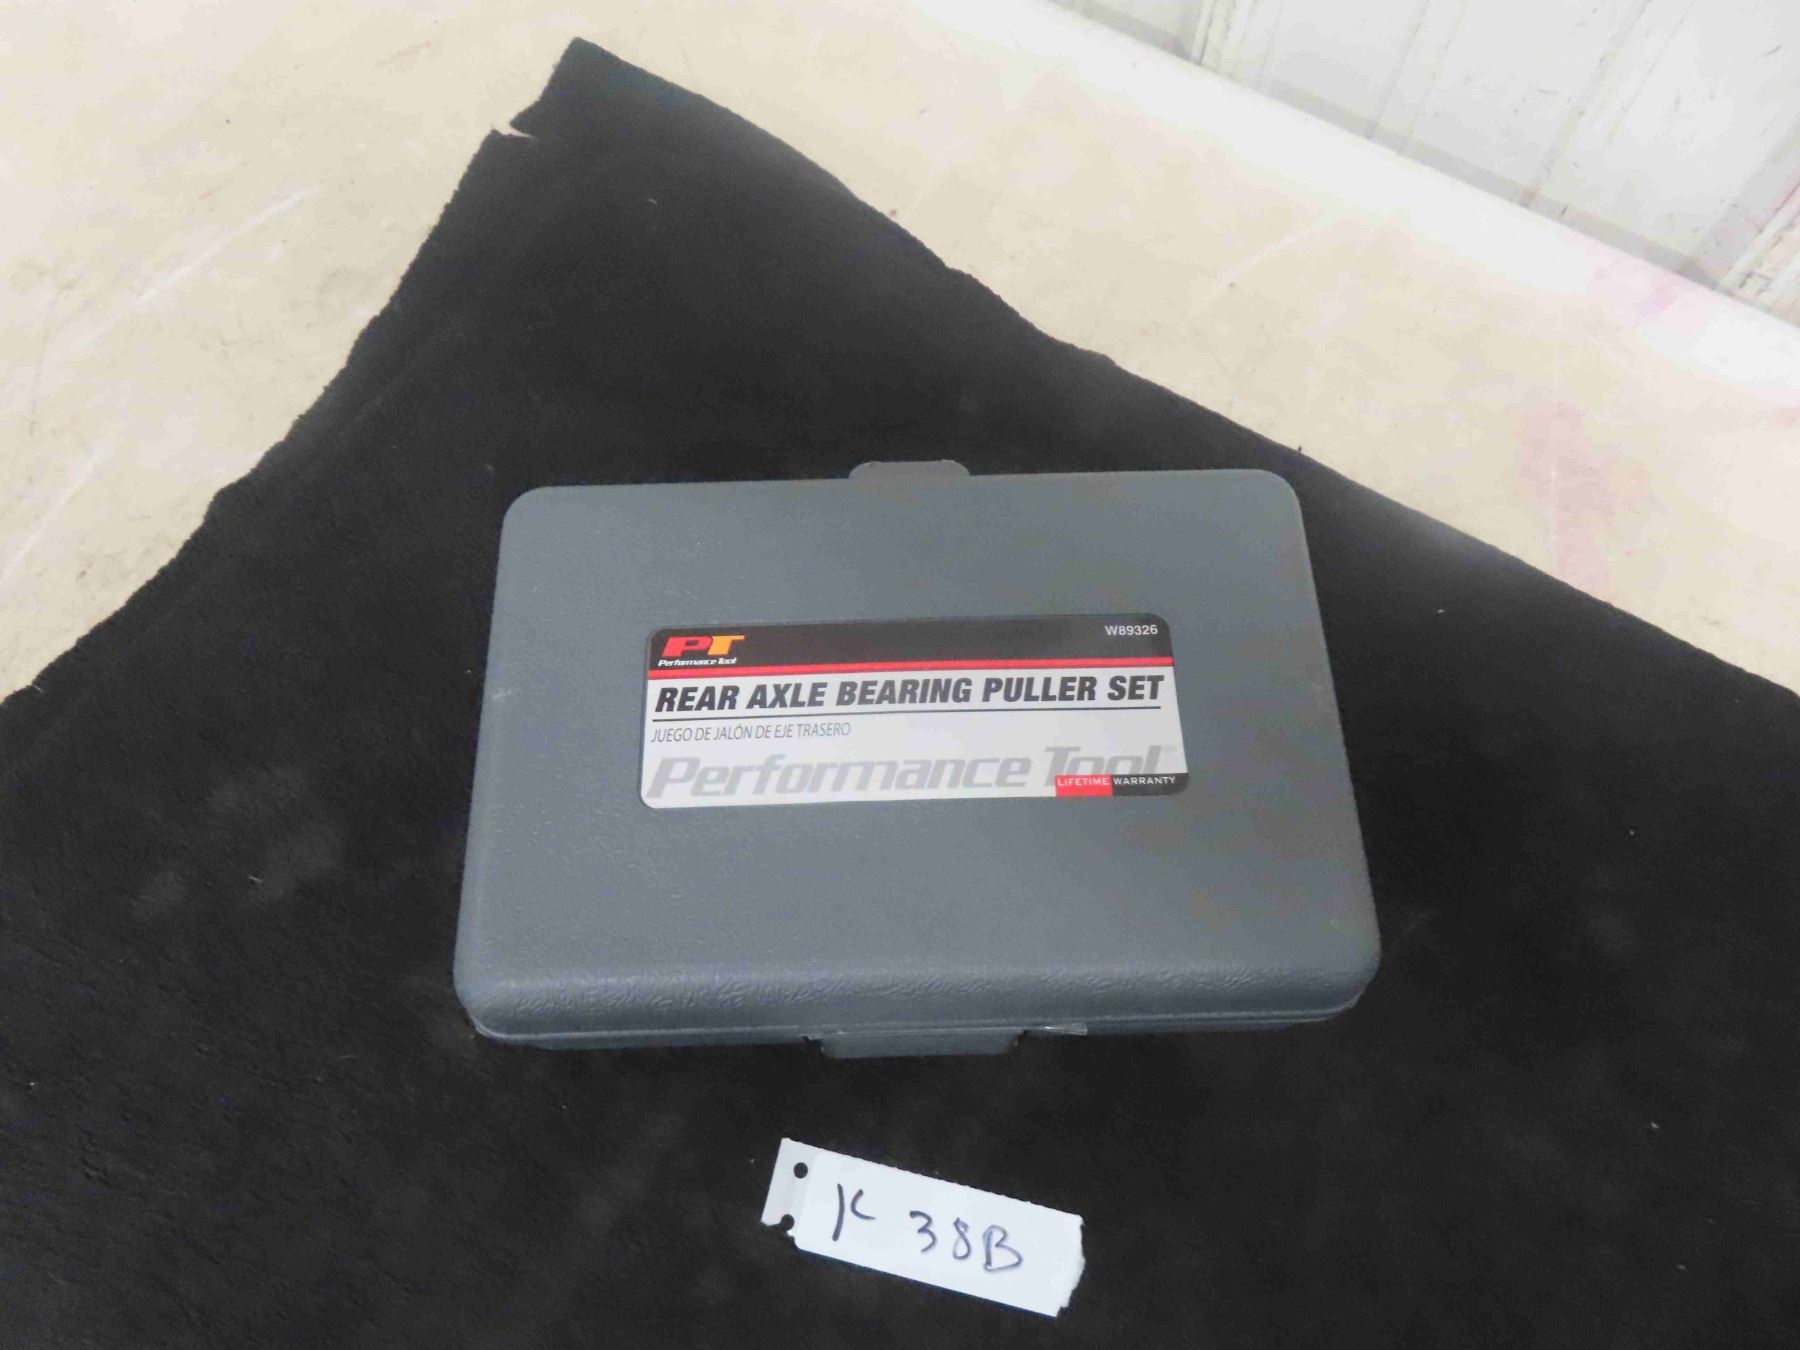 PT
Performance Tool
W89326
REAR AXLE BEARING PULLER SET
JUEGO DE JALÓN DE EJE TRASERO
Performance Tool
LIFETIME WARRANTY
K 38B